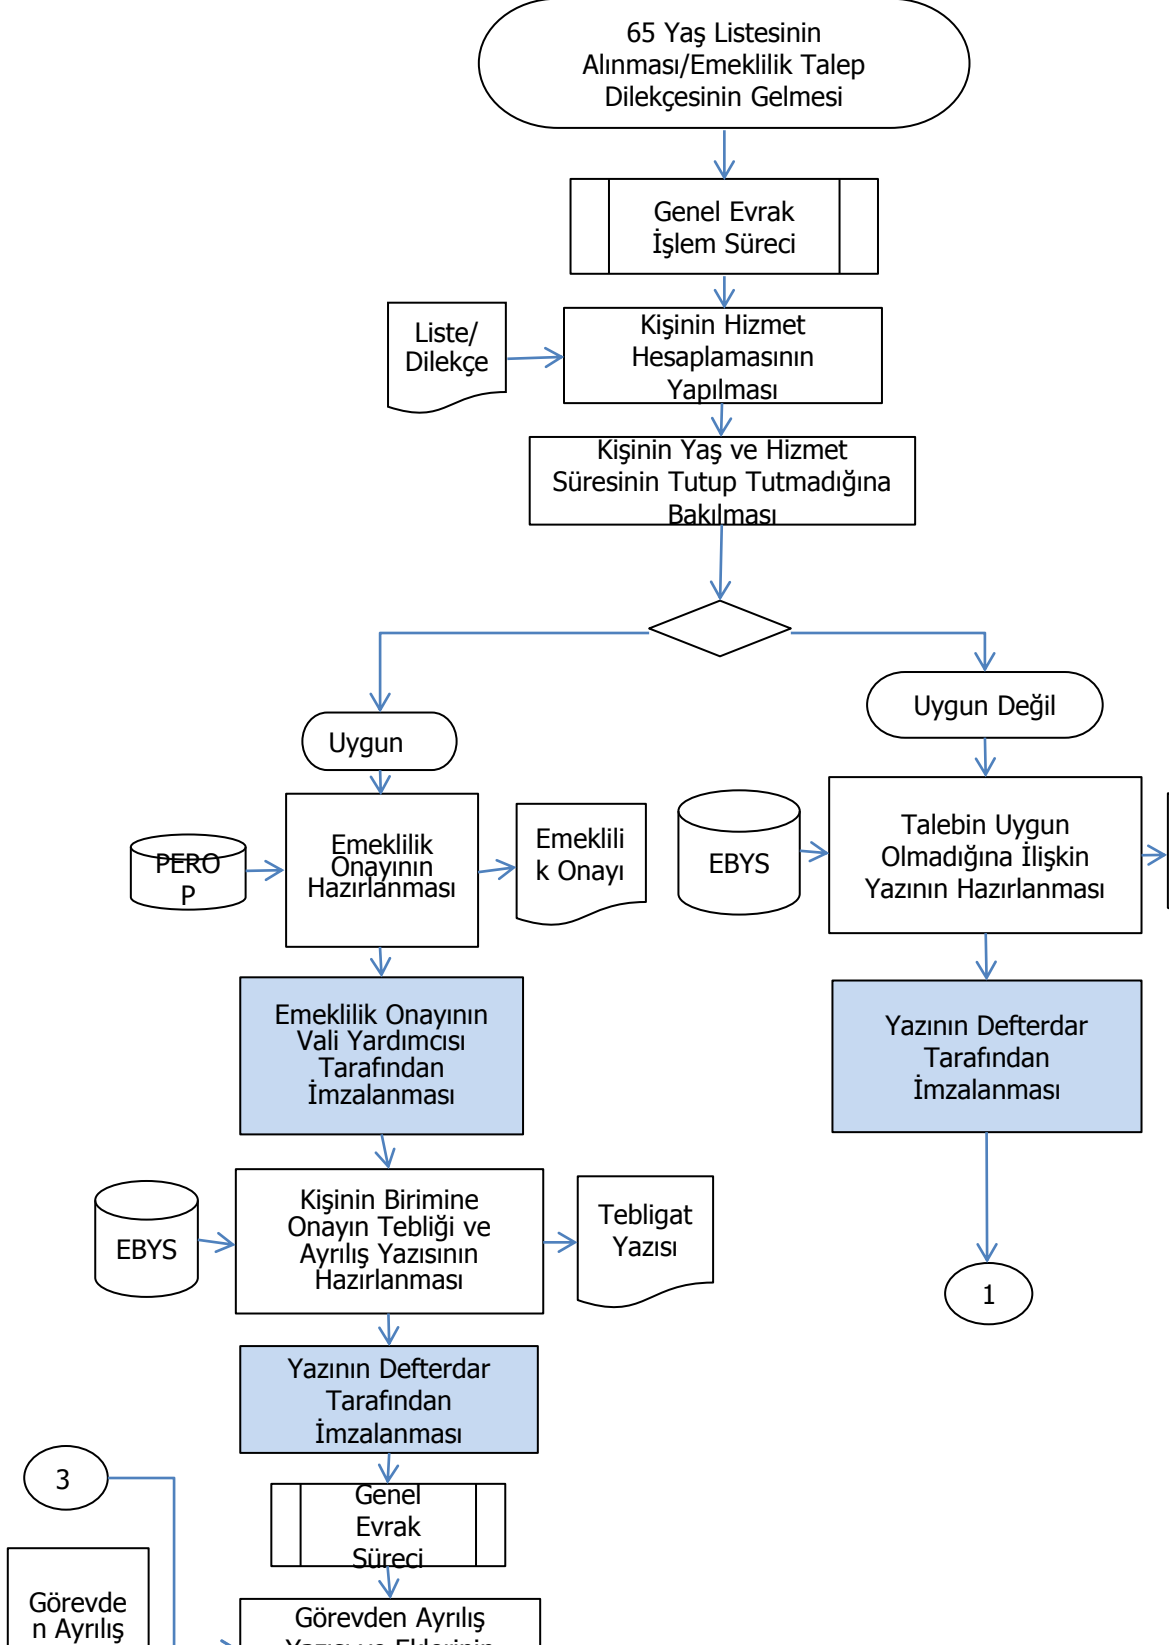 65 Yaş Listesinin
Alınması/Emeklilik Talep
Dilekçesinin Gelmesi
Genel Evrak
İşlem Süreci
Liste/
Dilekçe
Kişinin Hizmet
Hesaplamasının
Yapılması
Kişinin Yaş ve Hizmet
Süresinin Tutup Tutmadığına
Bakılması
Uygun
Uygun Değil
PERO
P
Emeklilik
Onayının
Hazırlanması
Emeklili
k Onayı
EBYS
Talebin Uygun
Olmadığına İlişkin
Yazının Hazırlanması
Emeklilik Onayının
Vali Yardımcısı
Tarafından
İmzalanması
Yazının Defterdar
Tarafından
İmzalanması
EBYS
Kişinin Birimine
Onayın Tebliği ve
Ayrılış Yazısının
Hazırlanması
Tebligat
Yazısı
1
Yazının Defterdar
Tarafından
İmzalanması
3
Genel
Evrak
Süreci
Görevde
n Ayrılış
Görevden Ayrılış
Yazısı ve Eklerinin